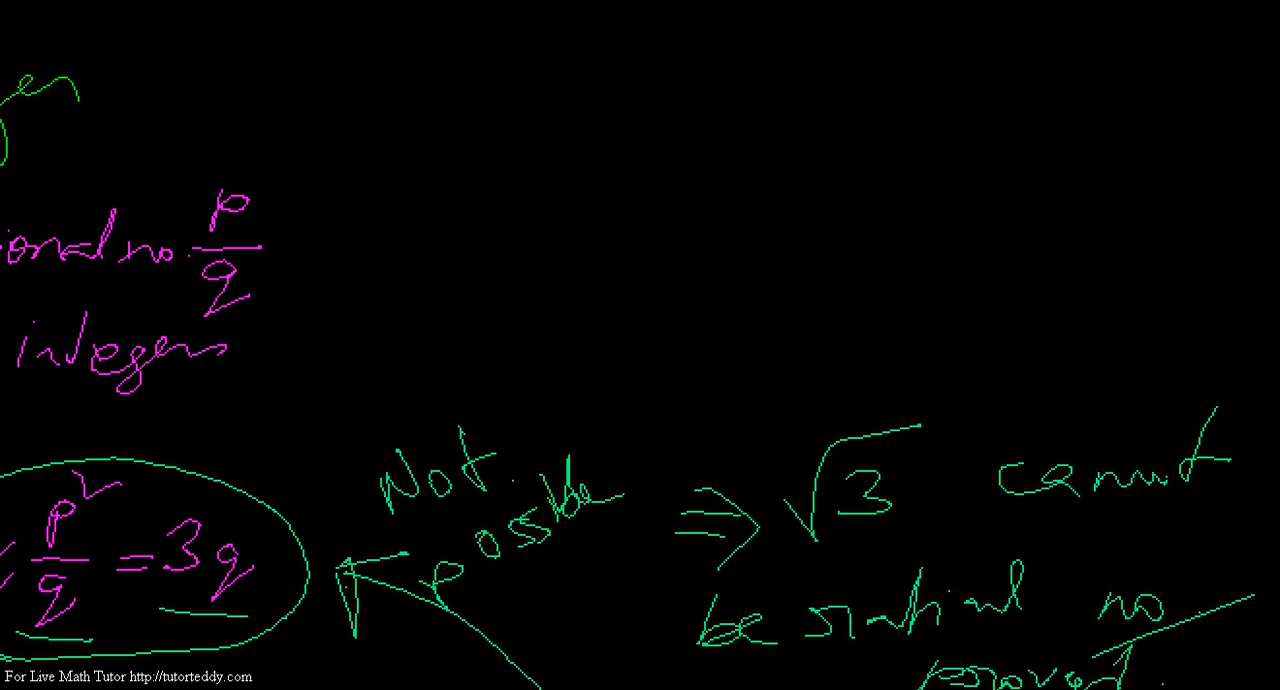 ger
ional no. p/q
integers
p²/q = 3q
Not possible
⇒ √3 cannot
be rational no
proved.
For Live Math Tutor http://tutorteddy.com